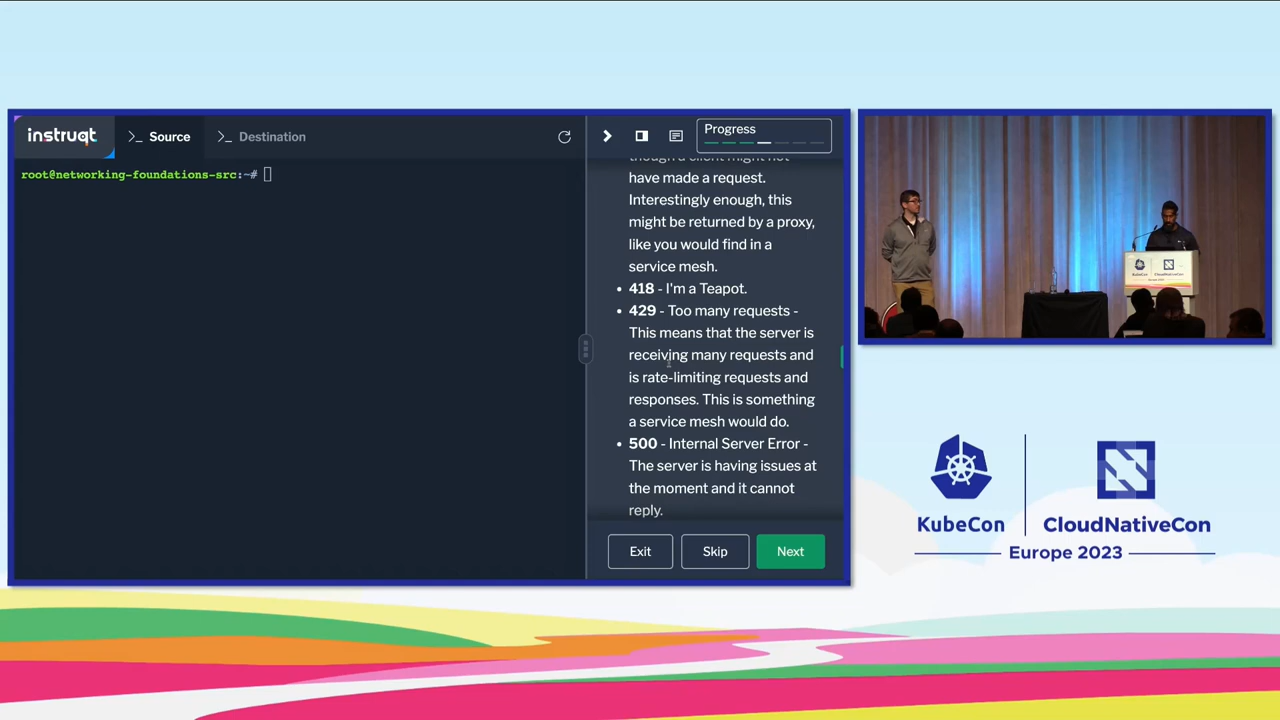 instruqt
>_ Source
>_ Destination
Progress
root@networking-foundations-src:~#
though a client might not
have made a request.
Interestingly enough, this
might be returned by a proxy,
like you would find in a
service mesh.
• 418 - I'm a Teapot.
• 429 - Too many requests -
This means that the server is
receiving many requests and
is rate-limiting requests and
responses. This is something
a service mesh would do.
• 500 - Internal Server Error -
The server is having issues at
the moment and it cannot
reply.
Exit
Skip
Next
KubeCon
CloudNativeCon
Europe 2023